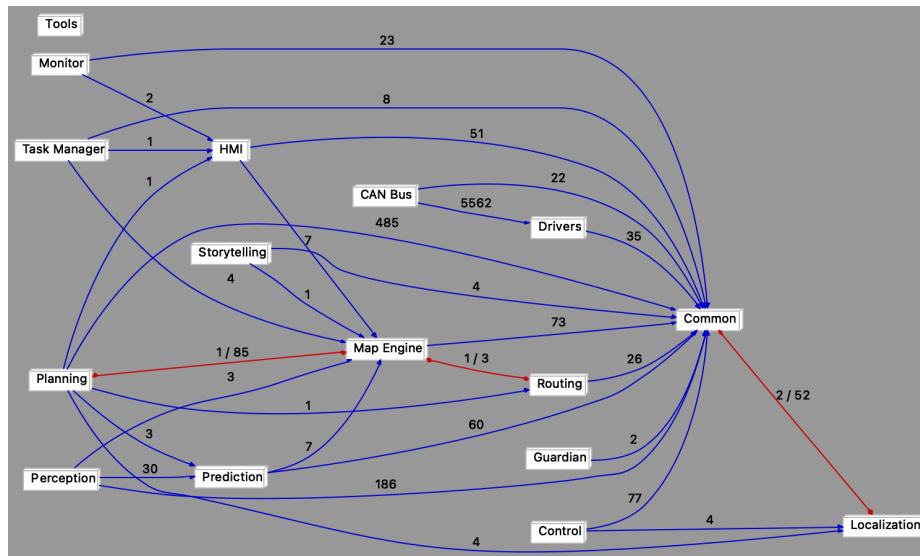 Tools
23
Monitor
2
8
Task Manager
1
HMI
51
1
22
CAN Bus
5562
485
Drivers
35
7
Storytelling
4
4
1
Common
73
Map Engine
1 / 85
1 / 3
26
Planning
3
Routing
2 / 52
1
60
3
7
2
Guardian
30
Perception
Prediction
186
77
4
Localization
Control
4